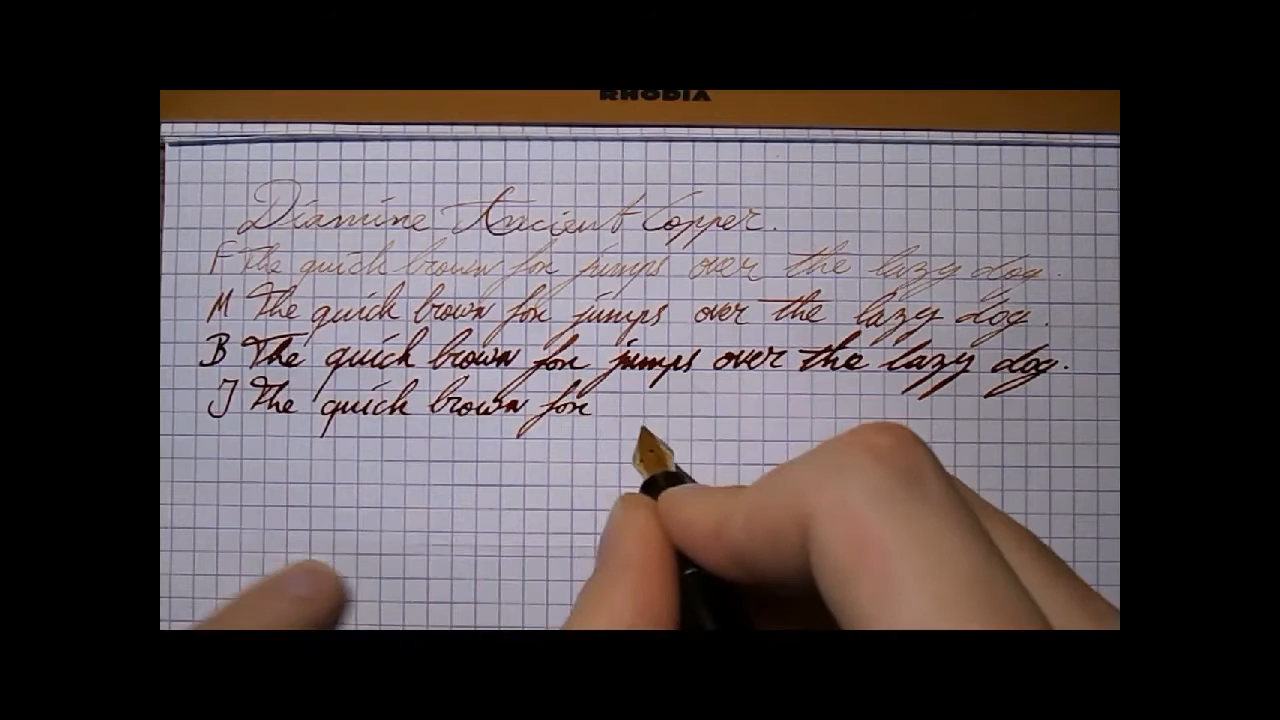 RHODIA
Diamine Ancient Copper.
F The quick brown fox jumps over the lazy dog.
M The quick brown fox jumps over the lazy dog.
B The quick brown fox jumps over the lazy dog.
J The quick brown fox